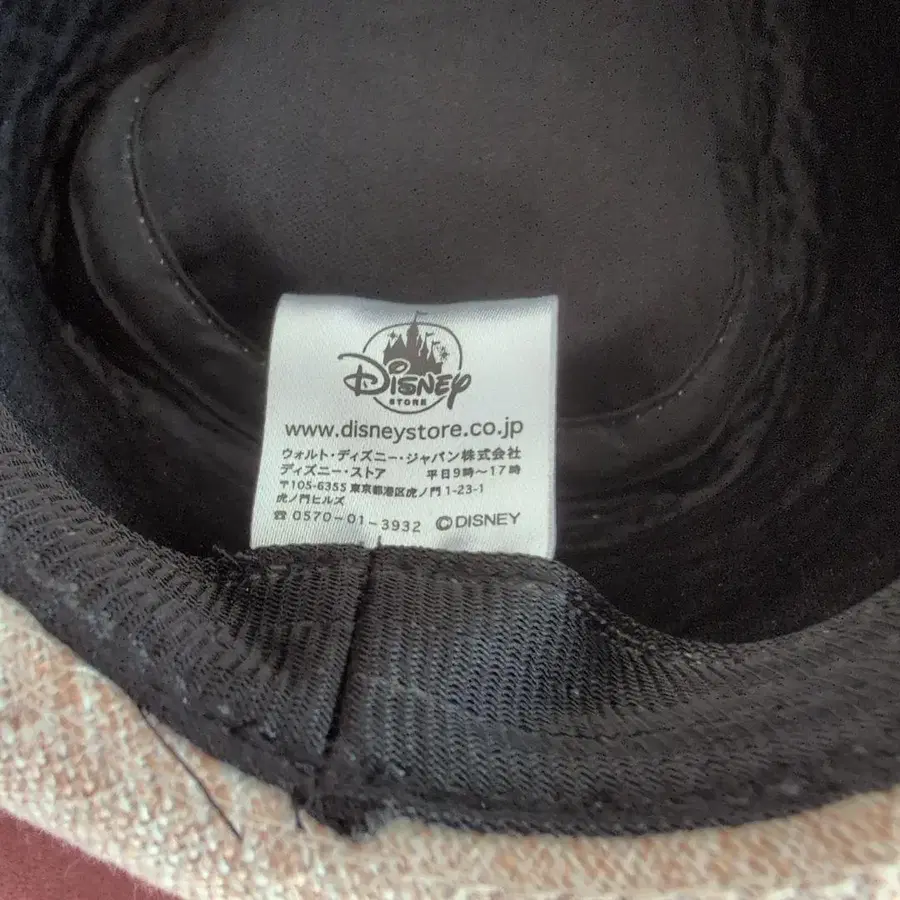 DISNEY
STORE
www.disneystore.co.jp
ウォルト・ディズニー・ジャパン株式会社
ディズニー・ストア 平日9時～17時
〒105-6355 東京都港区虎ノ門1-23-1
虎ノ門ヒルズ
☎ 0570-01-3932 ©DISNEY